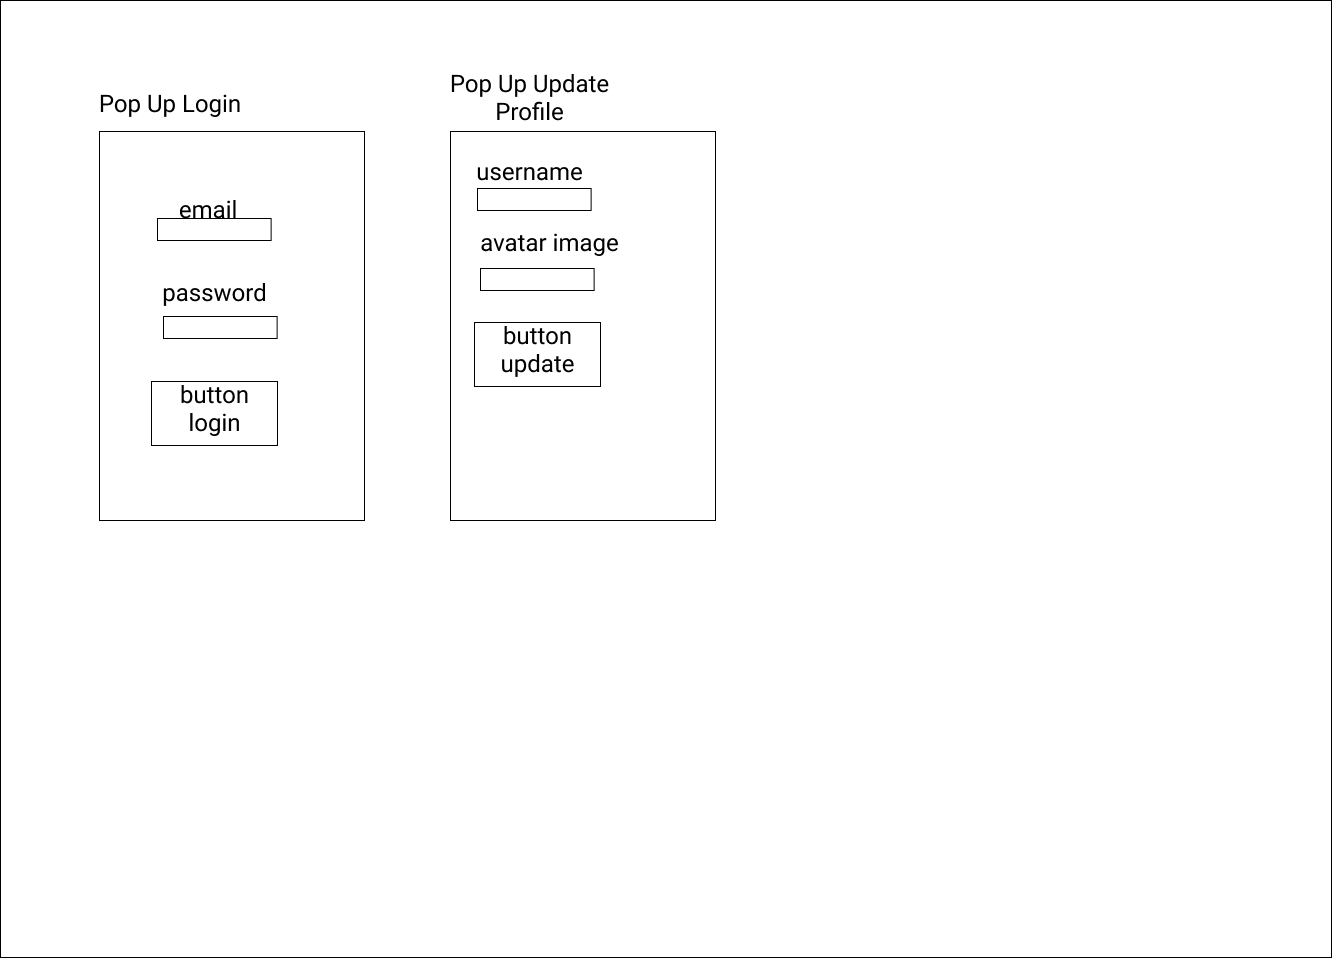 Pop Up Login
email
password
button
login
Pop Up Update
Profile
username
avatar image
button
update